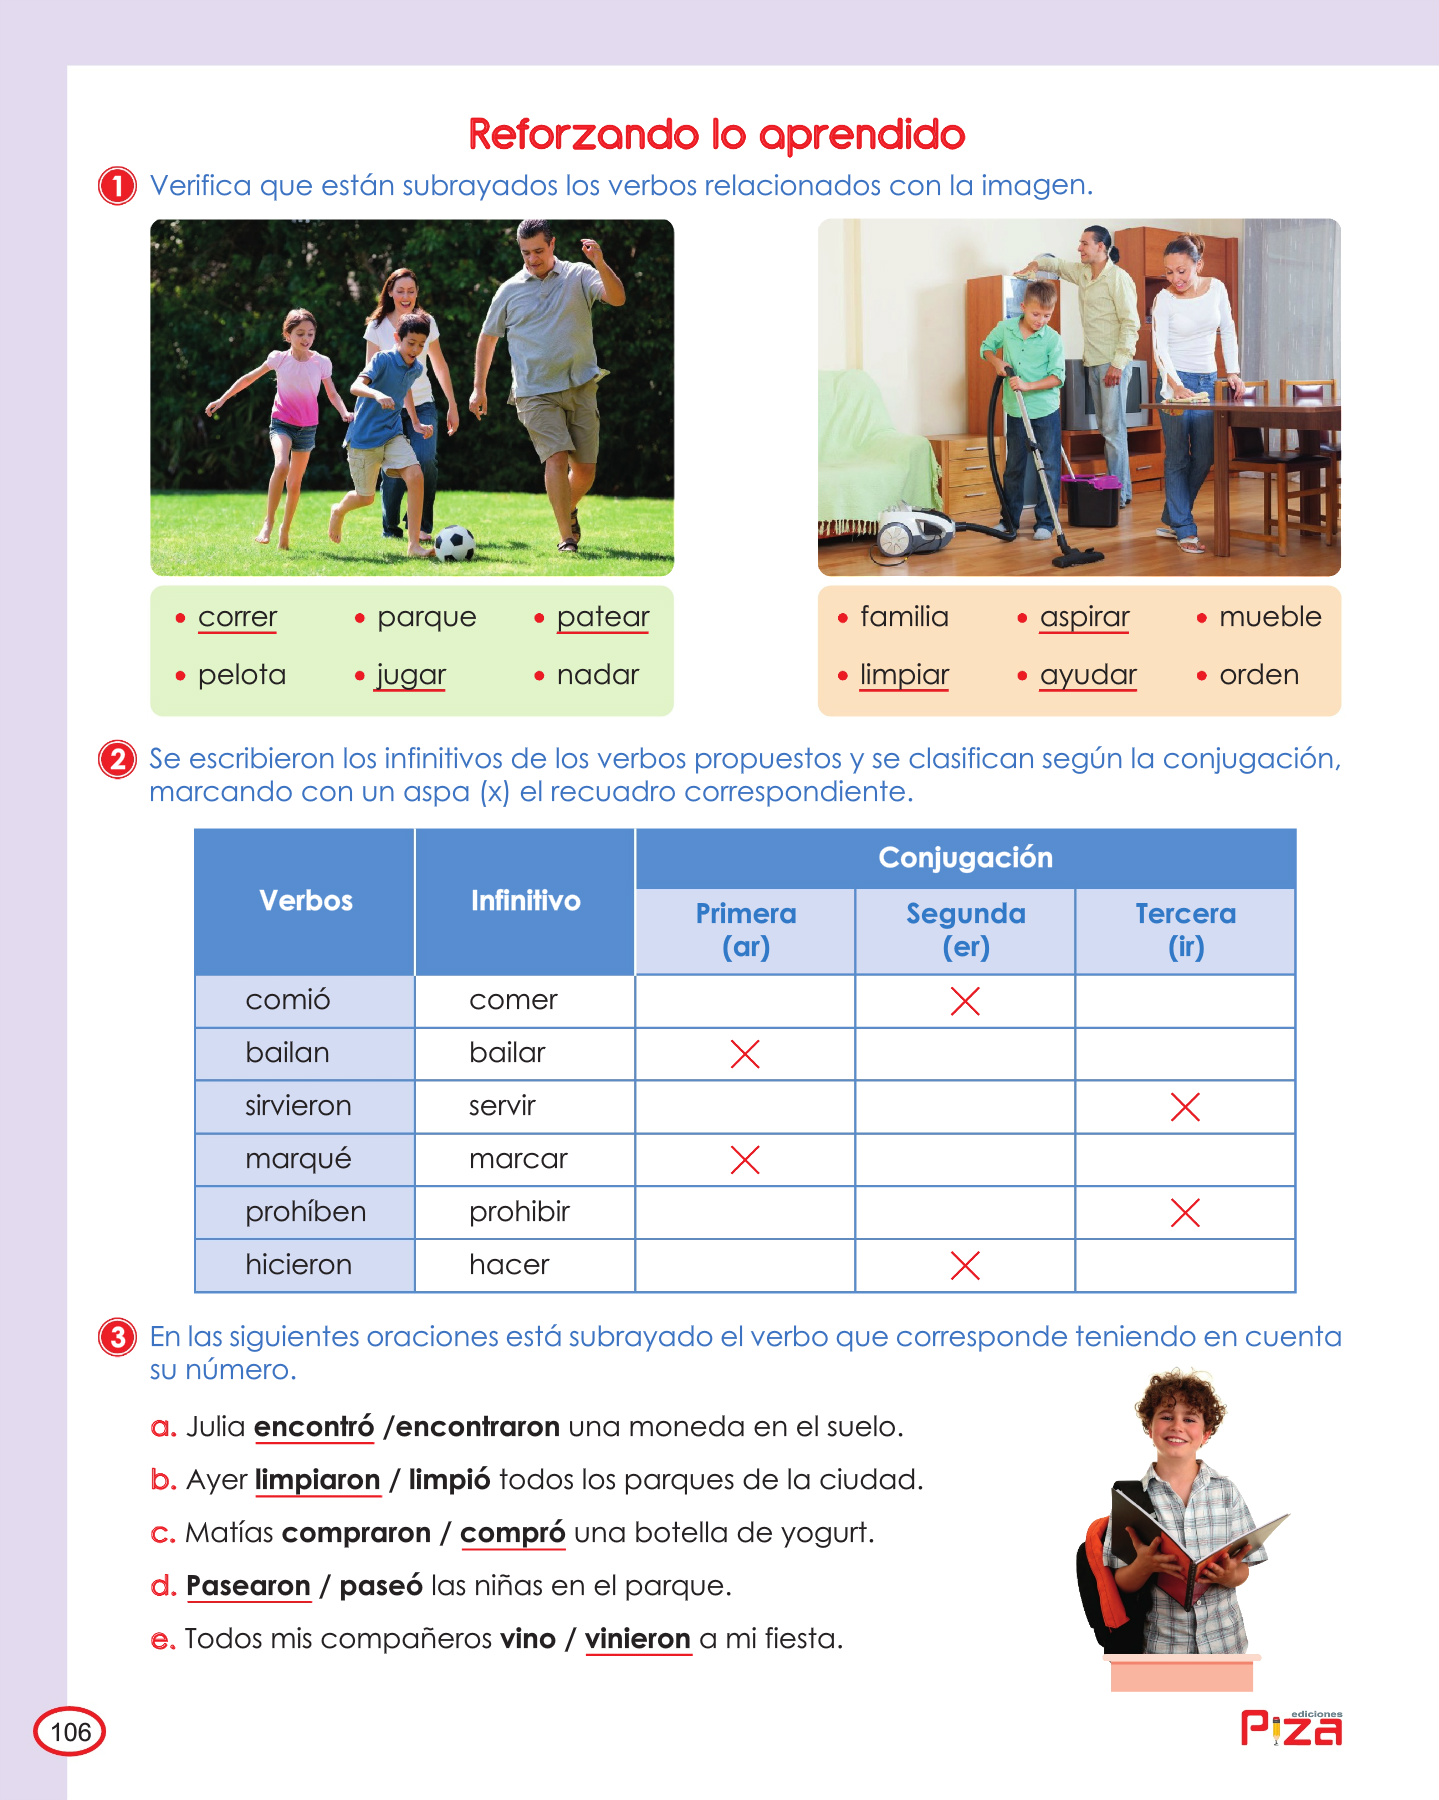 Reforzando lo aprendido
1 Verifica que están subrayados los verbos relacionados con la imagen.
• correr • parque • patear
• pelota • jugar • nadar
• familia • aspirar • mueble
• limpiar • ayudar • orden
2 Se escribieron los infinitivos de los verbos propuestos y se clasifican según la conjugación,
marcando con un aspa (x) el recuadro correspondiente.
Verbos Infinitivo Conjugación
Primera (ar) Segunda (er) Tercera (ir)
comió comer X
bailan bailar X
sirvieron servir X
marqué marcar X
prohíben prohibir X
hicieron hacer X
3 En las siguientes oraciones está subrayado el verbo que corresponde teniendo en cuenta
su número.
a. Julia encontró /encontraron una moneda en el suelo.
b. Ayer limpiaron / limpió todos los parques de la ciudad.
c. Matías compraron / compró una botella de yogurt.
d. Pasearon / paseó las niñas en el parque.
e. Todos mis compañeros vino / vinieron a mi fiesta.
106
ediciones
Piza